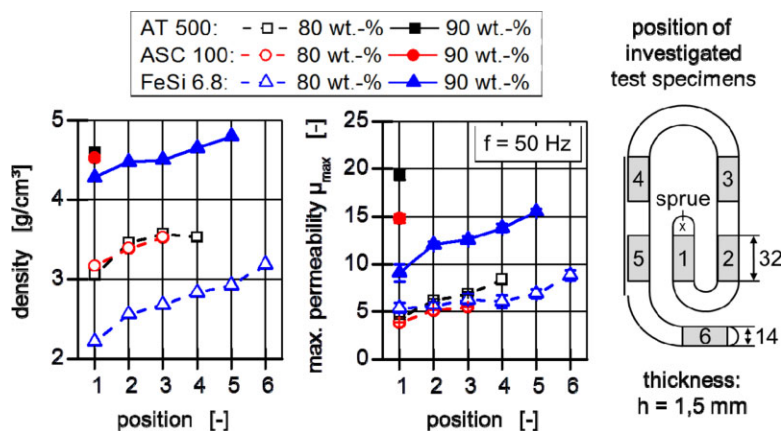 AT 500: 80 wt.-% 90 wt.-%
ASC 100: 80 wt.-% 90 wt.-%
FeSi 6.8: 80 wt.-% 90 wt.-%
density [g/cm³]
5
4
3
2
1 2 3 4 5 6
position [-]
max. permeability µmax [-]
25
20
15
10
5
0
f = 50 Hz
1 2 3 4 5 6
position [-]
position of
investigated
test specimens
4 3
sprue
x
5 1 2 32
6 14
thickness:
h = 1,5 mm